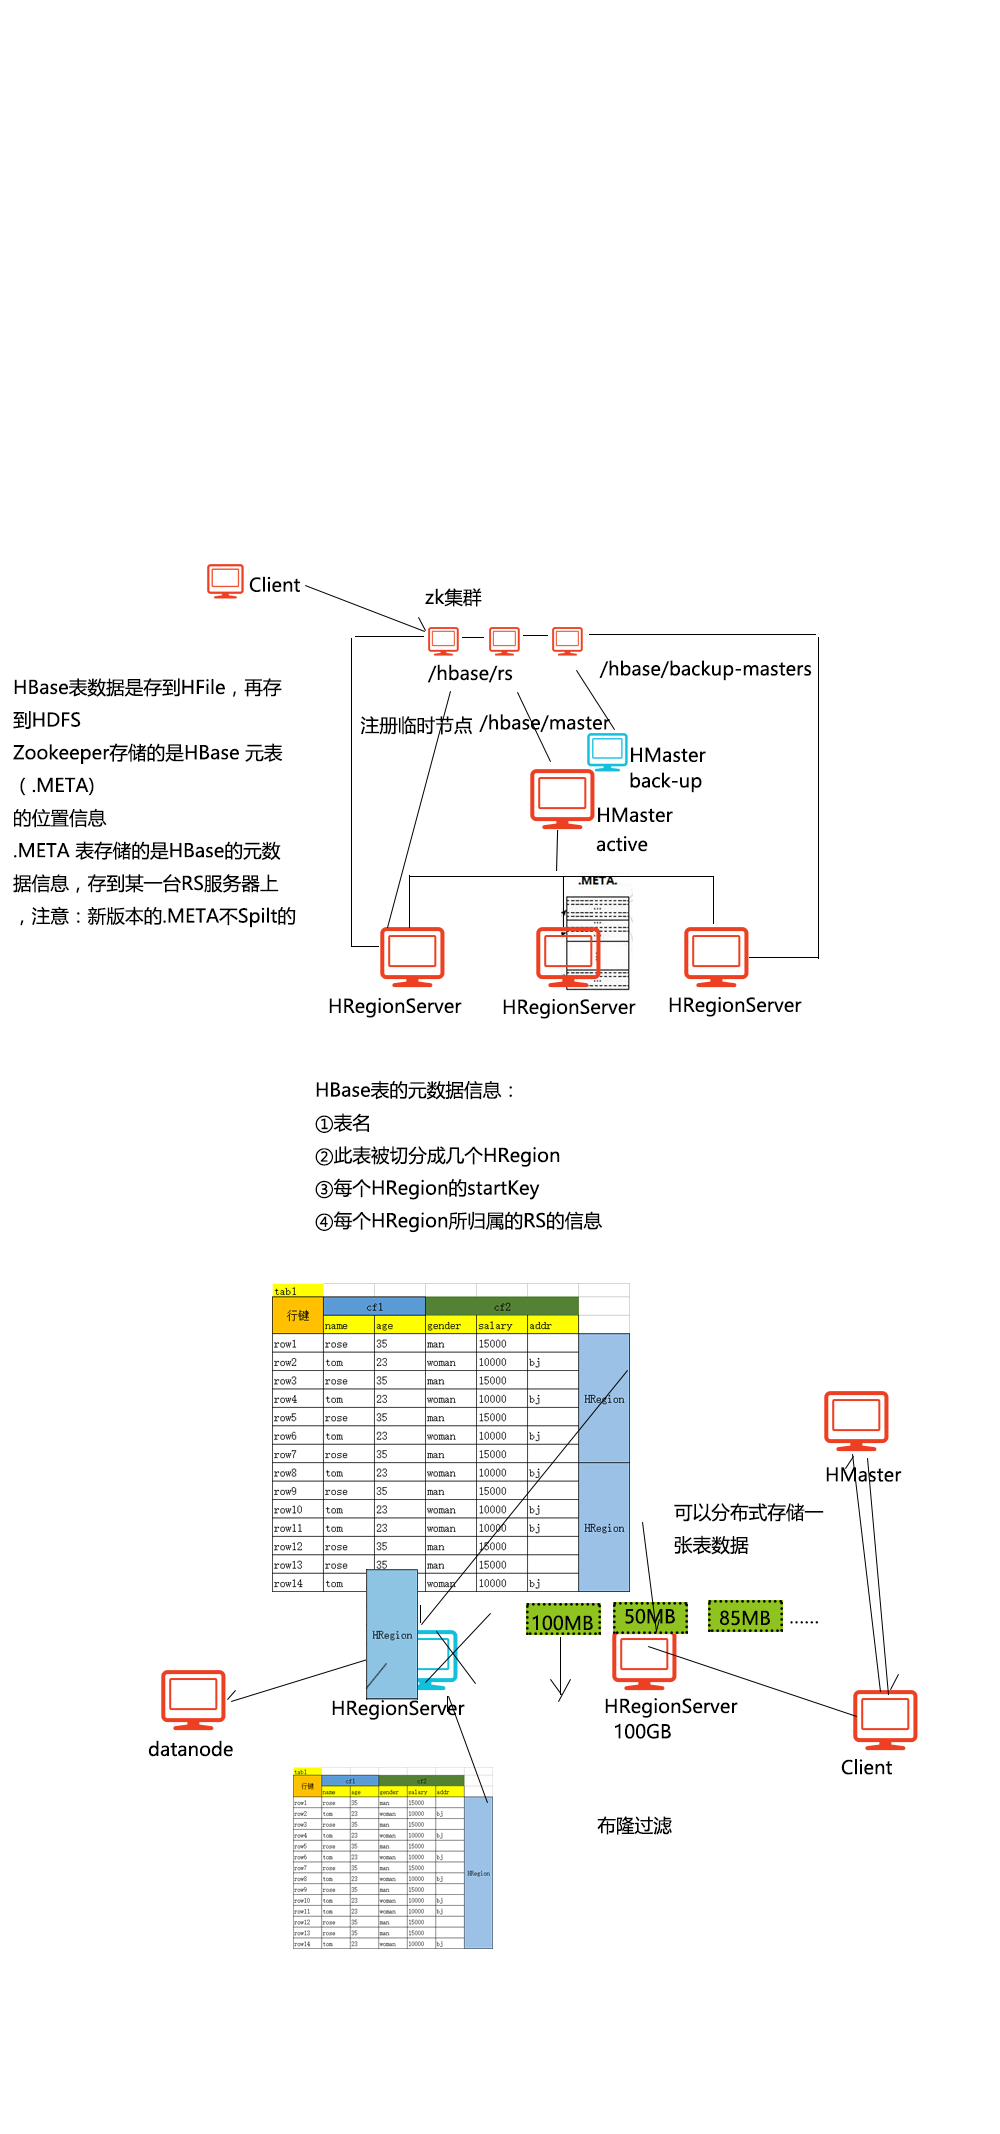 Client
zk集群
/hbase/rs
/hbase/backup-masters
HBase表数据是存到HFile，再存
到HDFS
Zookeeper存储的是HBase 元表
（ .META)
的位置信息
.META 表存储的是HBase的元数
据信息，存到某一台RS服务器上
，注意：新版本的.META不Spilt的
注册临时节点
/hbase/master
HMaster
back-up
HMaster
active
.META.
HRegionServer
HRegionServer
HRegionServer
HBase表的元数据信息：
①表名
②此表被切分成几个HRegion
③每个HRegion的startKey
④每个HRegion所归属的RS的信息
tab1
行键 cf1 cf2
name age gender salary addr
row1 rose 35 man 15000
row2 tom 23 woman 10000 bj
row3 rose 35 man 15000
row4 tom 23 woman 10000 bj
row5 rose 35 man 15000
row6 tom 23 woman 10000 bj
row7 rose 35 man 15000
HRegion
row8 tom 23 woman 10000 bj
row9 rose 35 man 15000
row10 tom 23 woman 10000 bj
row11 tom 23 woman 10000 bj
row12 rose 35 man 15000
row13 rose 35 man 15000
row14 tom woman 10000 bj
HRegion
HMaster
可以分布式存储一
张表数据
100MB
50MB
85MB
......
HRegion
HRegionServer
datanode
HRegionServer
100GB
Client
布隆过滤
tab1
行键 cf1 cf2
name age gender salary addr
row1 rose 35 man 15000
row2 tom 23 woman 10000 bj
row3 rose 35 man 15000
row4 tom 23 woman 10000 bj
row5 rose 35 man 15000
row6 tom 23 woman 10000 bj
row7 rose 35 man 15000
row8 tom 23 woman 10000 bj
row9 rose 35 man 15000
row10 tom 23 woman 10000 bj
row11 tom 23 woman 10000 bj
row12 rose 35 man 15000
row13 rose 35 man 15000
row14 tom 23 woman 10000 bj
HRegion